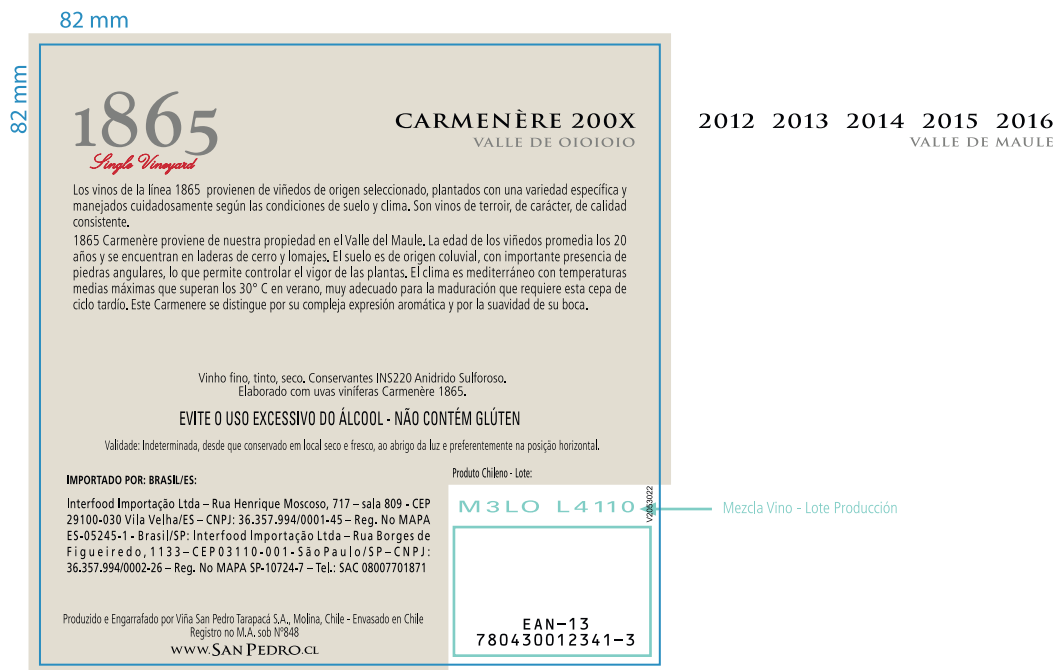 82 mm
82 mm
1865
Single Vineyard
CARMENÈRE 200X
VALLE DE OIOIOIO
2012 2013 2014 2015 2016
VALLE DE MAULE
Los vinos de la línea 1865 provienen de viñedos de origen seleccionado, plantados con una variedad específica y
manejados cuidadosamente según las condiciones de suelo y clima. Son vinos de terroir, de carácter, de calidad
consistente.
1865 Carmenère proviene de nuestra propiedad en el Valle del Maule. La edad de los viñedos promedia los 20
años y se encuentran en laderas de cerro y lomajes. El suelo es de origen coluvial, con importante presencia de
piedras angulares, lo que permite controlar el vigor de las plantas. El clima es mediterráneo con temperaturas
medias máximas que superan los 30° C en verano, muy adecuado para la maduración que requiere esta cepa de
ciclo tardío. Este Carmenere se distingue por su compleja expresión aromática y por la suavidad de su boca.
Vinho fino, tinto, seco. Conservantes INS220 Anidrido Sulforoso.
Elaborado com uvas viníferas Carmenère 1865.
EVITE O USO EXCESSIVO DO ÁLCOOL - NÃO CONTÉM GLÚTEN
Validade: Indeterminada, desde que conservado em local seco e fresco, ao abrigo da luz e preferentemente na posição horizontal.
IMPORTADO POR: BRASIL/ES:
Interfood Importação Ltda – Rua Henrique Moscoso, 717 – sala 809 - CEP
29100-030 Vila Velha/ES – CNPJ: 36.357.994/0001-45 – Reg. No MAPA
ES-05245-1 - Brasil/SP: Interfood Importação Ltda – Rua Borges de
Figueiredo, 1133 – CEP 03110-001 - São Paulo/SP – CNPJ:
36.357.994/0002-26 – Reg. No MAPA SP-10724-7 – Tel.: SAC 08007701871
Produto Chileno - Lote:
M3LO L4110
V2053022
Mezcla Vino - Lote Producción
EAN-13
780430012341-3
Produzido e Engarrafado por Viña San Pedro Tarapacá S.A., Molina, Chile - Envasado en Chile
Registro no M.A. sob Nº848
WWW.SAN PEDRO.CL